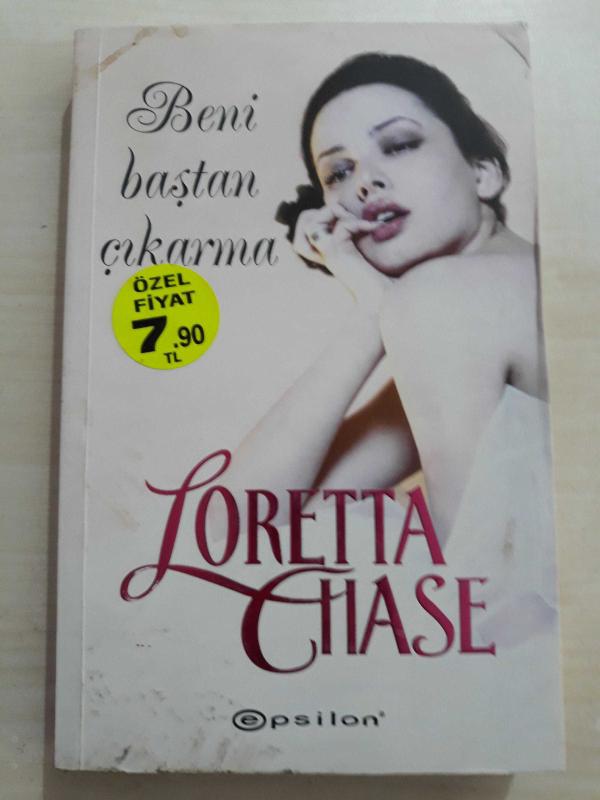 Beni
baştan
çıkarma
ÖZEL
FİYAT
7.90
TL
LORETTA
CHASE
epsilon®